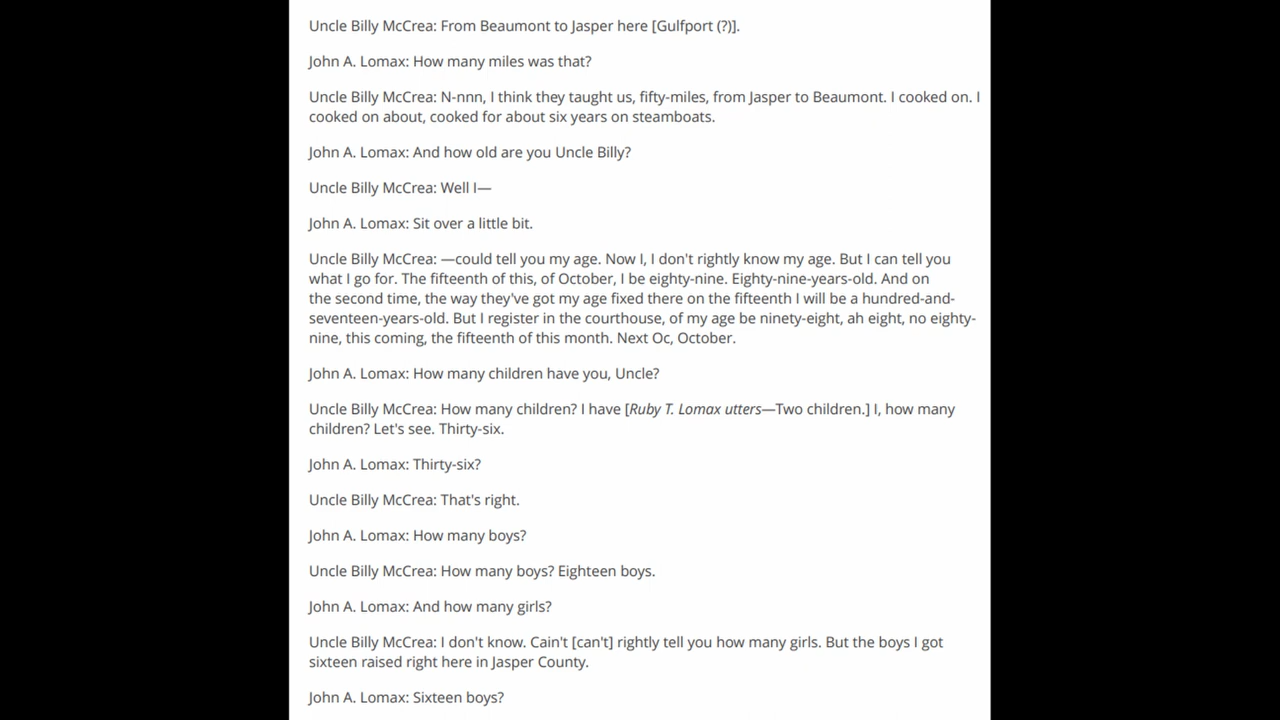 Uncle Billy McCrea: From Beaumont to Jasper here [Gulfport (?)].
John A. Lomax: How many miles was that?
Uncle Billy McCrea: N-nnn, I think they taught us, fifty-miles, from Jasper to Beaumont. I cooked on. I
cooked on about, cooked for about six years on steamboats.
John A. Lomax: And how old are you Uncle Billy?
Uncle Billy McCrea: Well I—
John A. Lomax: Sit over a little bit.
Uncle Billy McCrea: —could tell you my age. Now I, I don't rightly know my age. But I can tell you
what I go for. The fifteenth of this, of October, I be eighty-nine. Eighty-nine-years-old. And on
the second time, the way they've got my age fixed there on the fifteenth I will be a hundred-and-
seventeen-years-old. But I register in the courthouse, of my age be ninety-eight, ah eight, no eighty-
nine, this coming, the fifteenth of this month. Next Oc, October.
John A. Lomax: How many children have you, Uncle?
Uncle Billy McCrea: How many children? I have [Ruby T. Lomax utters—Two children.] I, how many
children? Let's see. Thirty-six.
John A. Lomax: Thirty-six?
Uncle Billy McCrea: That's right.
John A. Lomax: How many boys?
Uncle Billy McCrea: How many boys? Eighteen boys.
John A. Lomax: And how many girls?
Uncle Billy McCrea: I don't know. Cain't [can't] rightly tell you how many girls. But the boys I got
sixteen raised right here in Jasper County.
John A. Lomax: Sixteen boys?